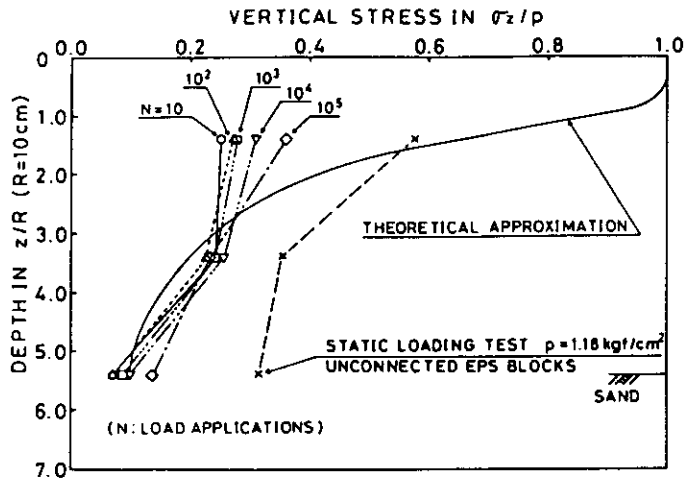 VERTICAL STRESS IN σz/p
0.0 0.2 0.4 0.6 0.8 1.0
DEPTH IN z/R (R=10cm)
0
1.0
2.0
3.0
4.0
5.0
6.0
7.0
N=10
10²
10³
10⁴
10⁵
THEORETICAL APPROXIMATION
STATIC LOADING TEST p=1.18 kgf/cm²
UNCONNECTED EPS BLOCKS
SAND
(N:LOAD APPLICATIONS)